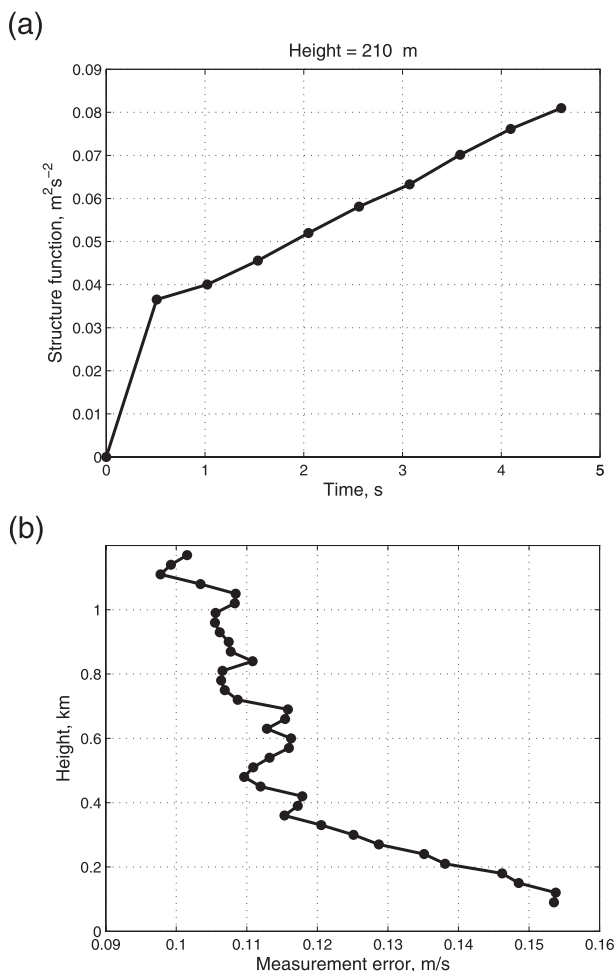 (a)
Height = 210 m
0.09
0.08
0.07
0.06
0.05
0.04
0.03
0.02
0.01
0
Structure function, m²s⁻²
0 1 2 3 4 5
Time, s
(b)
1
0.8
0.6
0.4
0.2
0
Height, km
0.09 0.1 0.11 0.12 0.13 0.14 0.15 0.16
Measurement error, m/s